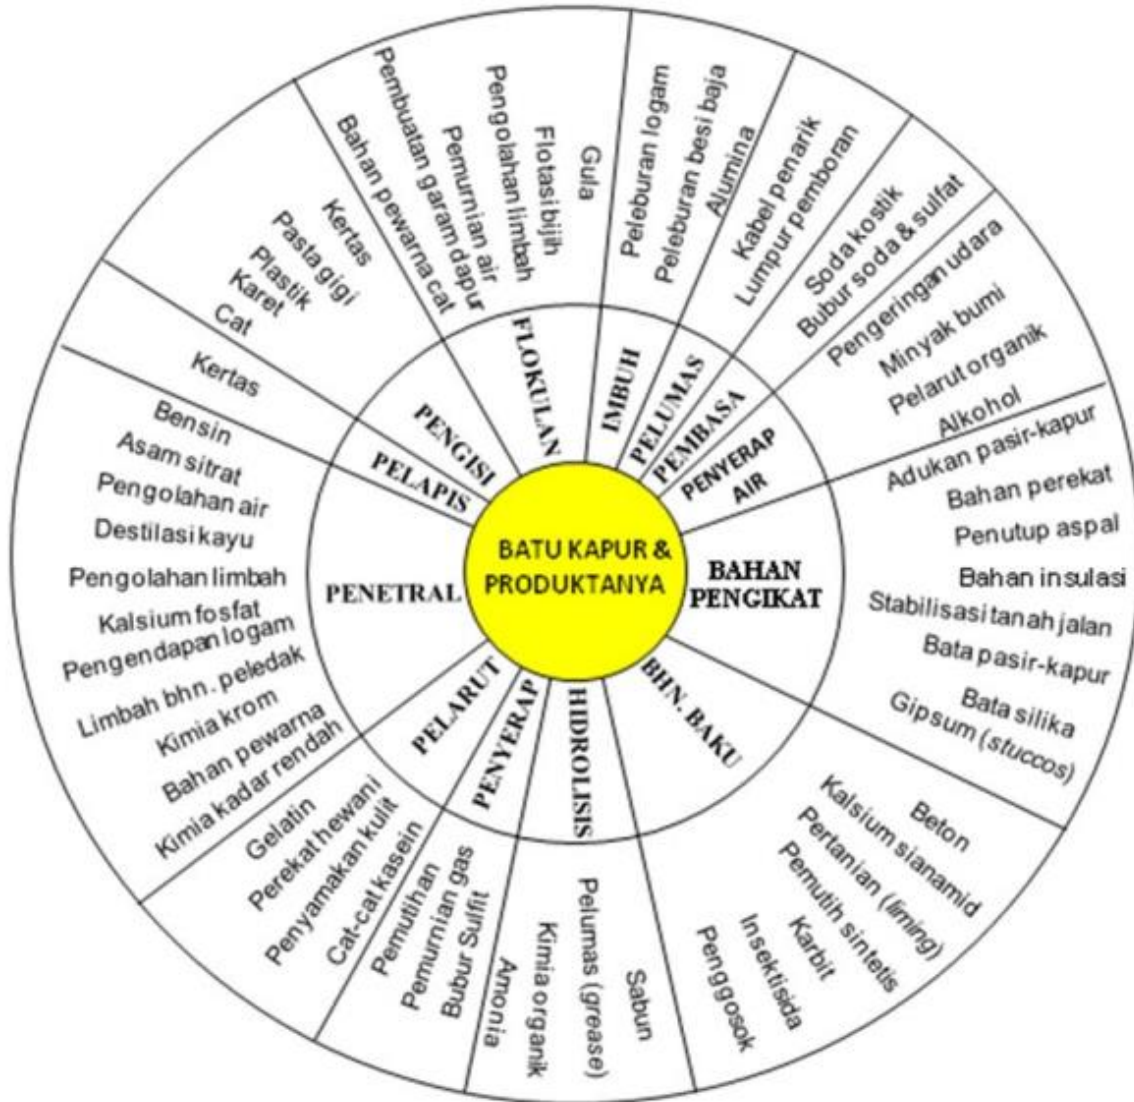 BATU KAPUR &
PRODUKTANYA
FLOKULAN
Bahan pewarna cat
Pembuatan garam dapur
Pemurnian air
Pengolahan limbah
Flotasi bijih
Gula
IMBUH
Peleburan logam
Peleburan besi baja
Alumina
PELUMAS
Kabel penarik
Lumpur pemboran
PEMBASA
Soda kostik
Bubur soda & sulfat
PENYERAP
AIR
Pengeringan udara
Minyak bumi
Pelarut organik
Alkohol
BAHAN
PENGIKAT
Adukan pasir-kapur
Bahan perekat
Penutup aspal
Bahan insulasi
Stabilisasi tanah jalan
Bata pasir-kapur
Bata silika
Gipsum (stuccos)
BHN. BAKU
Beton
Kalsium sianamid
Pertanian (liming)
Pemutih sintetis
Karbit
Insektisida
Penggosok
HIDROLISIS
Sabun
Pelumas (grease)
Kimia organik
Amonia
PENYERAP
Bubur Sulfit
Pemurnian gas
Pemutihan
PELARUT
Cat-cat kasein
Penyamakan kulit
Perekat hewani
Gelatin
PENETRAL
Bensin
Asam sitrat
Pengolahan air
Destilasi kayu
Pengolahan limbah
Kalsium fosfat
Pengendapan logam
Limbah bhn. peledak
Kimia krom
Bahan pewarna
Kimia kadar rendah
PELAPIS
Kertas
PENGISI
Kertas
Pasta gigi
Plastik
Karet
Cat